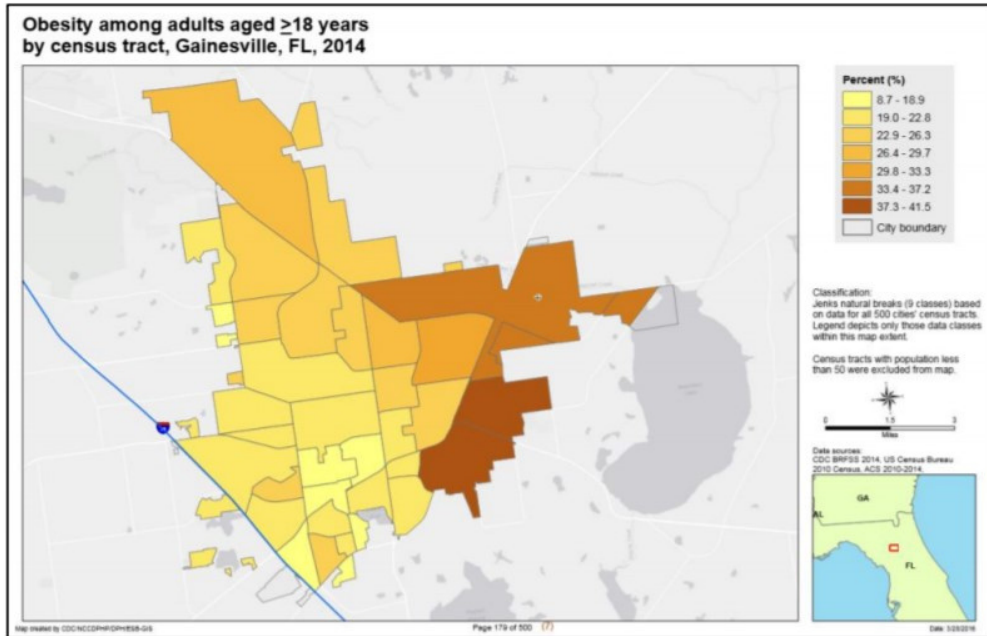 Obesity among adults aged ≥18 years
by census tract, Gainesville, FL, 2014
Percent (%)
8.7 - 18.9
19.0 - 22.8
22.9 - 26.3
26.4 - 29.7
29.8 - 33.3
33.4 - 37.2
37.3 - 41.5
City boundary
Classification:
Jenks natural breaks (9 classes) based
on data for all 500 cities' census tracts.
Legend depicts only those data classes
within this map extent.
Census tracts with population less
than 50 were excluded from map.
0 1.5 3
Miles
Data sources:
CDC BRFSS 2014, US Census Bureau
2010 Census, ACS 2010-2014.
GA
AL
FL
Map created by CDC/NCCDPHP/DPH/ESB-GIS
Page 179 of 500 (7)